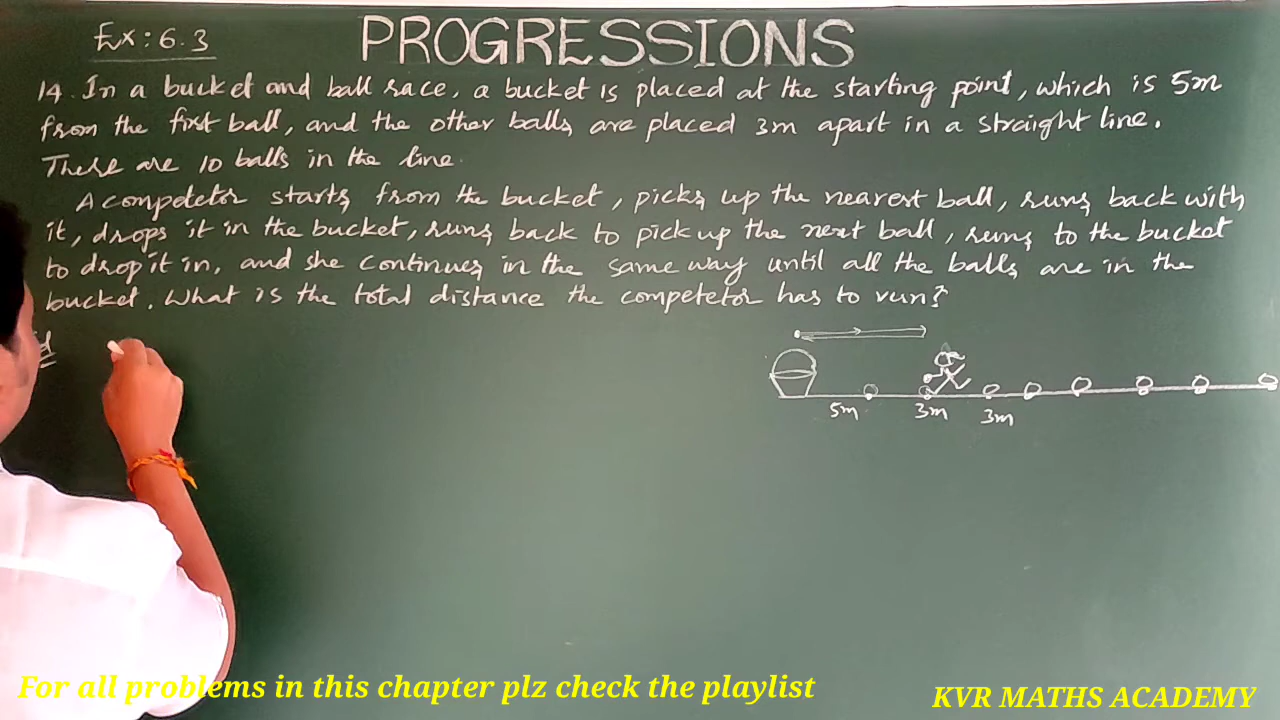 Ex: 6.3
PROGRESSIONS
14. In a bucket and ball race, a bucket is placed at the starting point, which is 5m
from the first ball, and the other balls are placed 3m apart in a straight line.
There are 10 balls in the line.
A competetor starts from the bucket, picks up the nearest ball, runs back with
it, drops it in the bucket, runs back to pick up the next ball, runs to the bucket
to drop it in, and she continues in the same way until all the balls are in the
bucket. What is the total distance the competetor has to run?
5m 3m 3m
For all problems in this chapter plz check the playlist
KVR MATHS ACADEMY